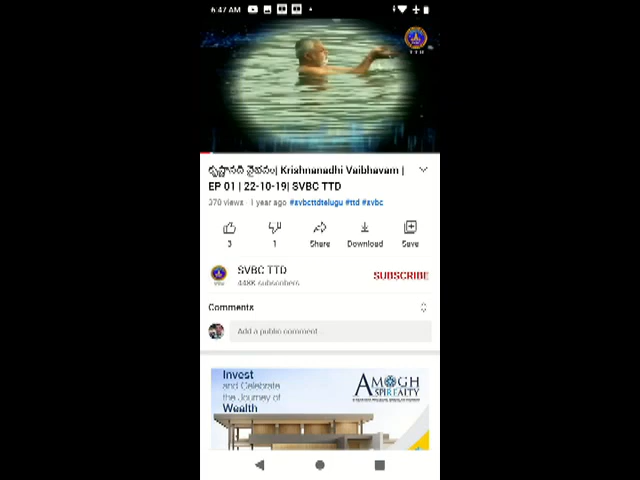 6:47 AM
TTD
కృష్ణానది వైభవం| Krishnanadhi Vaibhavam |
EP 01 | 22-10-19| SVBC TTD
370 views · 1 year ago #svbcttdtelugu #ttd #svbc
3
1
Share
Download
Save
SVBC TTD
448K subscribers
SUBSCRIBE
Comments
Add a public comment...
Invest
and Celebrate
the Journey of
Wealth
AMOGH
ASPIREALTY